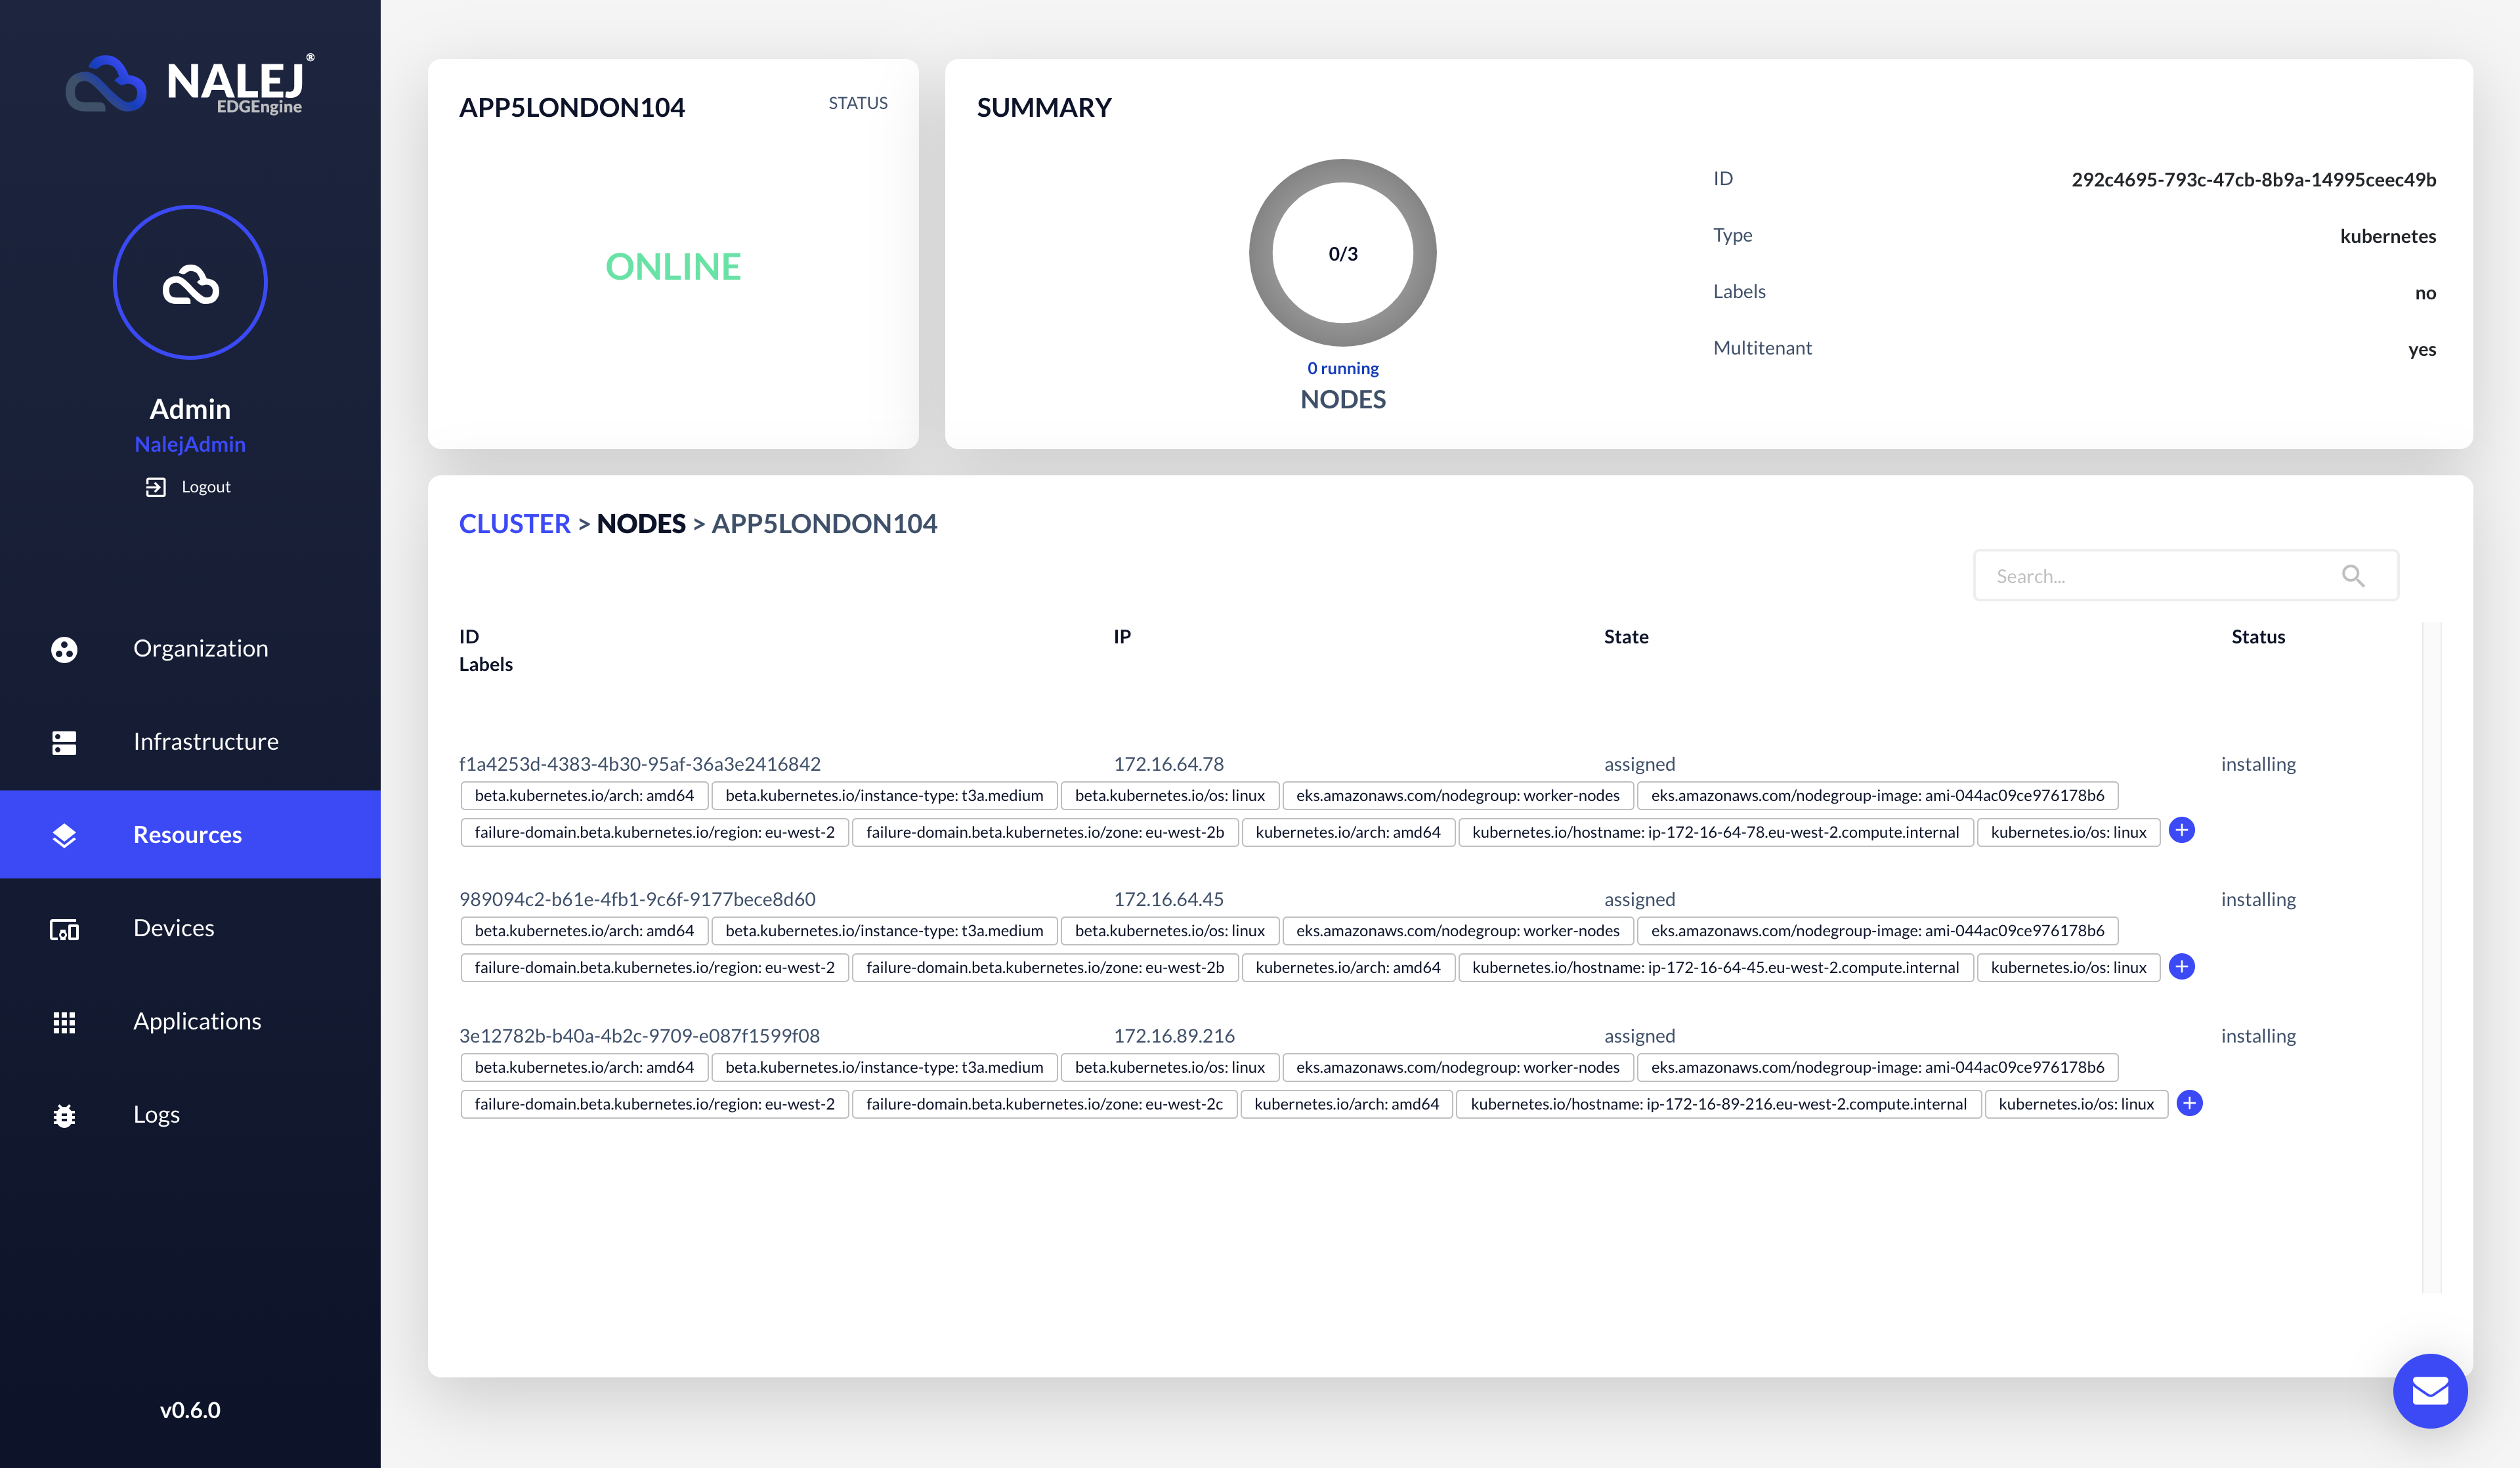 NALEJ®
EDGEngine
Admin
NalejAdmin
Logout
Organization
Infrastructure
Resources
Devices
Applications
Logs
v0.6.0
APP5LONDON104
STATUS
ONLINE
SUMMARY
0/3
0 running
NODES
ID 292c4695-793c-47cb-8b9a-14995ceec49b
Type kubernetes
Labels no
Multitenant yes
CLUSTER > NODES > APP5LONDON104
Search...
ID IP State Status
Labels
f1a4253d-4383-4b30-95af-36a3e2416842 172.16.64.78 assigned installing
beta.kubernetes.io/arch: amd64 beta.kubernetes.io/instance-type: t3a.medium beta.kubernetes.io/os: linux eks.amazonaws.com/nodegroup: worker-nodes eks.amazonaws.com/nodegroup-image: ami-044ac09ce976178b6
failure-domain.beta.kubernetes.io/region: eu-west-2 failure-domain.beta.kubernetes.io/zone: eu-west-2b kubernetes.io/arch: amd64 kubernetes.io/hostname: ip-172-16-64-78.eu-west-2.compute.internal kubernetes.io/os: linux +
989094c2-b61e-4fb1-9c6f-9177bece8d60 172.16.64.45 assigned installing
beta.kubernetes.io/arch: amd64 beta.kubernetes.io/instance-type: t3a.medium beta.kubernetes.io/os: linux eks.amazonaws.com/nodegroup: worker-nodes eks.amazonaws.com/nodegroup-image: ami-044ac09ce976178b6
failure-domain.beta.kubernetes.io/region: eu-west-2 failure-domain.beta.kubernetes.io/zone: eu-west-2b kubernetes.io/arch: amd64 kubernetes.io/hostname: ip-172-16-64-45.eu-west-2.compute.internal kubernetes.io/os: linux +
3e12782b-b40a-4b2c-9709-e087f1599f08 172.16.89.216 assigned installing
beta.kubernetes.io/arch: amd64 beta.kubernetes.io/instance-type: t3a.medium beta.kubernetes.io/os: linux eks.amazonaws.com/nodegroup: worker-nodes eks.amazonaws.com/nodegroup-image: ami-044ac09ce976178b6
failure-domain.beta.kubernetes.io/region: eu-west-2 failure-domain.beta.kubernetes.io/zone: eu-west-2c kubernetes.io/arch: amd64 kubernetes.io/hostname: ip-172-16-89-216.eu-west-2.compute.internal kubernetes.io/os: linux +